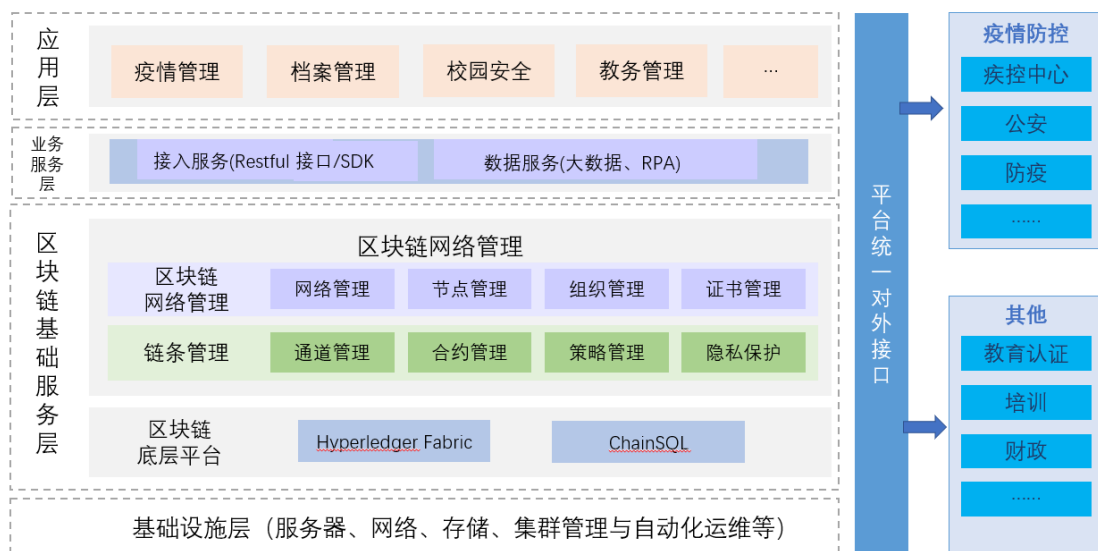 应用层
疫情管理
档案管理
校园安全
教务管理
...
业务服务层
接入服务(Restful 接口/SDK
数据服务(大数据、RPA)
区块链基础服务层
区块链网络管理
区块链
网络管理
网络管理
节点管理
组织管理
证书管理
链条管理
通道管理
合约管理
策略管理
隐私保护
区块链
底层平台
Hyperledger Fabric
ChainSQL
基础设施层（服务器、网络、存储、集群管理与自动化运维等）
平台统一对外接口
疫情防控
疾控中心
公安
防疫
……
其他
教育认证
培训
财政
……